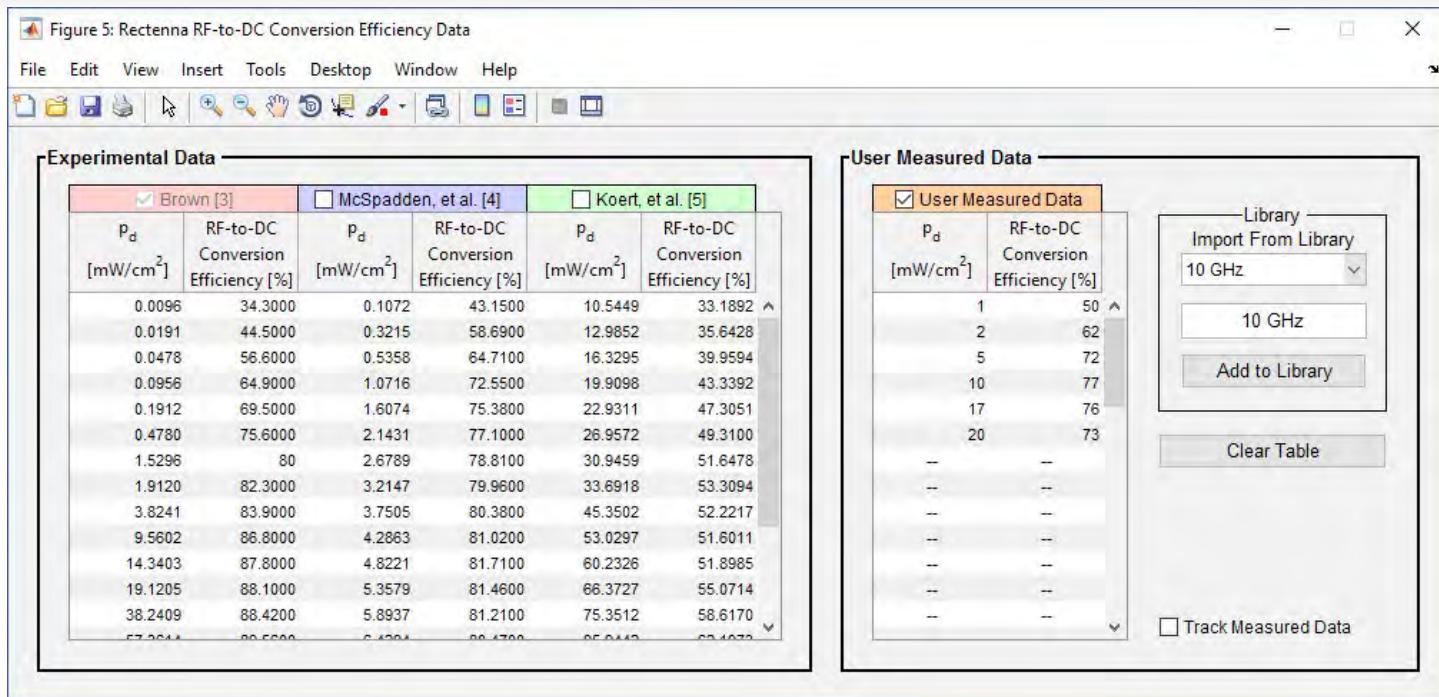 Figure 5: Rectenna RF-to-DC Conversion Efficiency Data
File Edit View Insert Tools Desktop Window Help
Experimental Data
Brown [3] McSpadden, et al. [4] Koert, et al. [5]
p_d [mW/cm^2] RF-to-DC Conversion Efficiency [%] p_d [mW/cm^2] RF-to-DC Conversion Efficiency [%] p_d [mW/cm^2] RF-to-DC Conversion Efficiency [%]
0.0096 34.3000 0.1072 43.1500 10.5449 33.1892
0.0191 44.5000 0.3215 58.6900 12.9852 35.6428
0.0478 56.6000 0.5358 64.7100 16.3295 39.9594
0.0956 64.9000 1.0716 72.5500 19.9098 43.3392
0.1912 69.5000 1.6074 75.3800 22.9311 47.3051
0.4780 75.6000 2.1431 77.1000 26.9572 49.3100
1.5296 80 2.6789 78.8100 30.9459 51.6478
1.9120 82.3000 3.2147 79.9600 33.6918 53.3094
3.8241 83.9000 3.7505 80.3800 45.3502 52.2217
9.5602 86.8000 4.2863 81.0200 53.0297 51.6011
14.3403 87.8000 4.8221 81.7100 60.2326 51.8985
19.1205 88.1000 5.3579 81.4600 66.3727 55.0714
38.2409 88.4200 5.8937 81.2100 75.3512 58.6170
User Measured Data
User Measured Data
p_d [mW/cm^2] RF-to-DC Conversion Efficiency [%]
1 50
2 62
5 72
10 77
17 76
20 73
-- --
-- --
-- --
-- --
-- --
-- --
-- --
Library
Import From Library
10 GHz
10 GHz
Add to Library
Clear Table
Track Measured Data